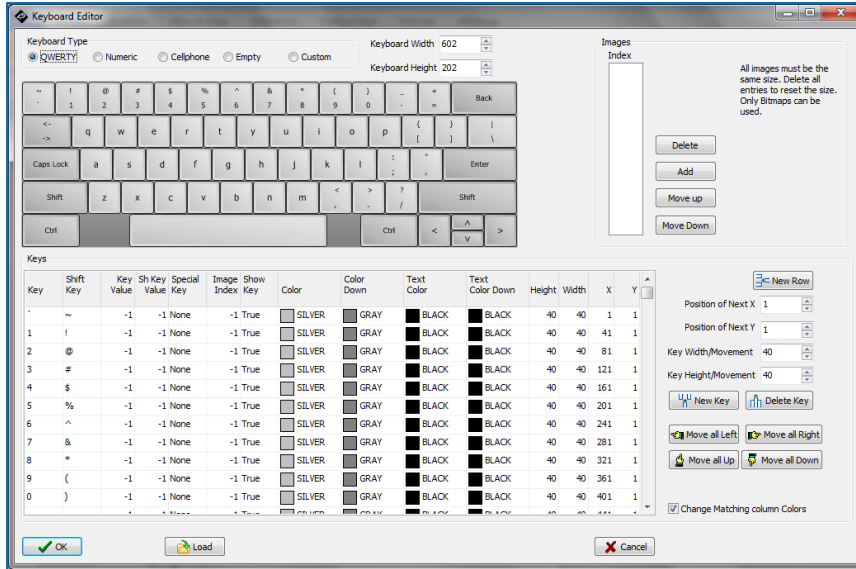 Keyboard Editor
Keyboard Type
QWERTY Numeric Cellphone Empty Custom
Keyboard Width 602
Keyboard Height 202
Images
Index
All images must be the
same size. Delete all
entries to reset the size.
Only Bitmaps can be
used.
Delete
Add
Move up
Move Down
~ ! @ # $ % ^ & * ( ) _ +
` 1 2 3 4 5 6 7 8 9 0 - = Back
<- { } |
-> q w e r t y u i o p [ ] \
: "
Caps Lock a s d f g h j k l ; , Enter
< > ?
Shift z x c v b n m , . / Shift
Ctrl Ctrl < ^ >
v
Keys
Key Shift Key Key Value Sh Key Value Special Key Image Index Show Key Color Color Down Text Color Text Color Down Height Width X Y
` ~ -1 -1 None -1 True SILVER GRAY BLACK BLACK 40 40 1 1
1 ! -1 -1 None -1 True SILVER GRAY BLACK BLACK 40 40 41 1
2 @ -1 -1 None -1 True SILVER GRAY BLACK BLACK 40 40 81 1
3 # -1 -1 None -1 True SILVER GRAY BLACK BLACK 40 40 121 1
4 $ -1 -1 None -1 True SILVER GRAY BLACK BLACK 40 40 161 1
5 % -1 -1 None -1 True SILVER GRAY BLACK BLACK 40 40 201 1
6 ^ -1 -1 None -1 True SILVER GRAY BLACK BLACK 40 40 241 1
7 & -1 -1 None -1 True SILVER GRAY BLACK BLACK 40 40 281 1
8 * -1 -1 None -1 True SILVER GRAY BLACK BLACK 40 40 321 1
9 ( -1 -1 None -1 True SILVER GRAY BLACK BLACK 40 40 361 1
0 ) -1 -1 None -1 True SILVER GRAY BLACK BLACK 40 40 401 1
New Row
Position of Next X 1
Position of Next Y 1
Key Width/Movement 40
Key Height/Movement 40
New Key Delete Key
Move all Left Move all Right
Move all Up Move all Down
Change Matching column Colors
OK Load Cancel